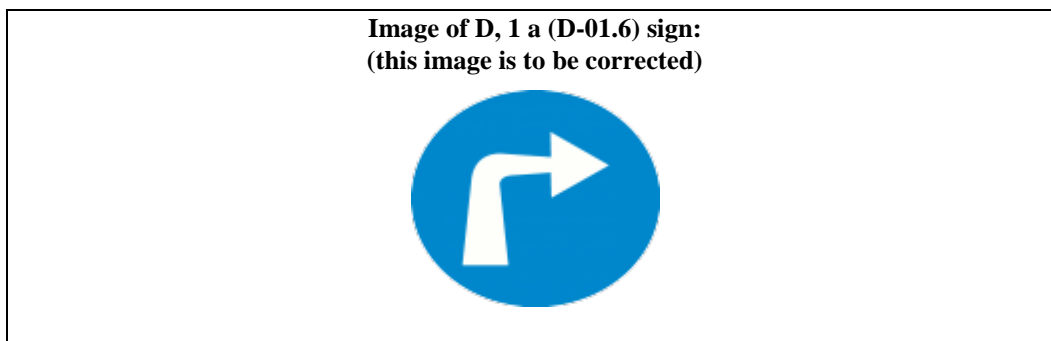 Image of D, 1 a (D-01.6) sign:
(this image is to be corrected)